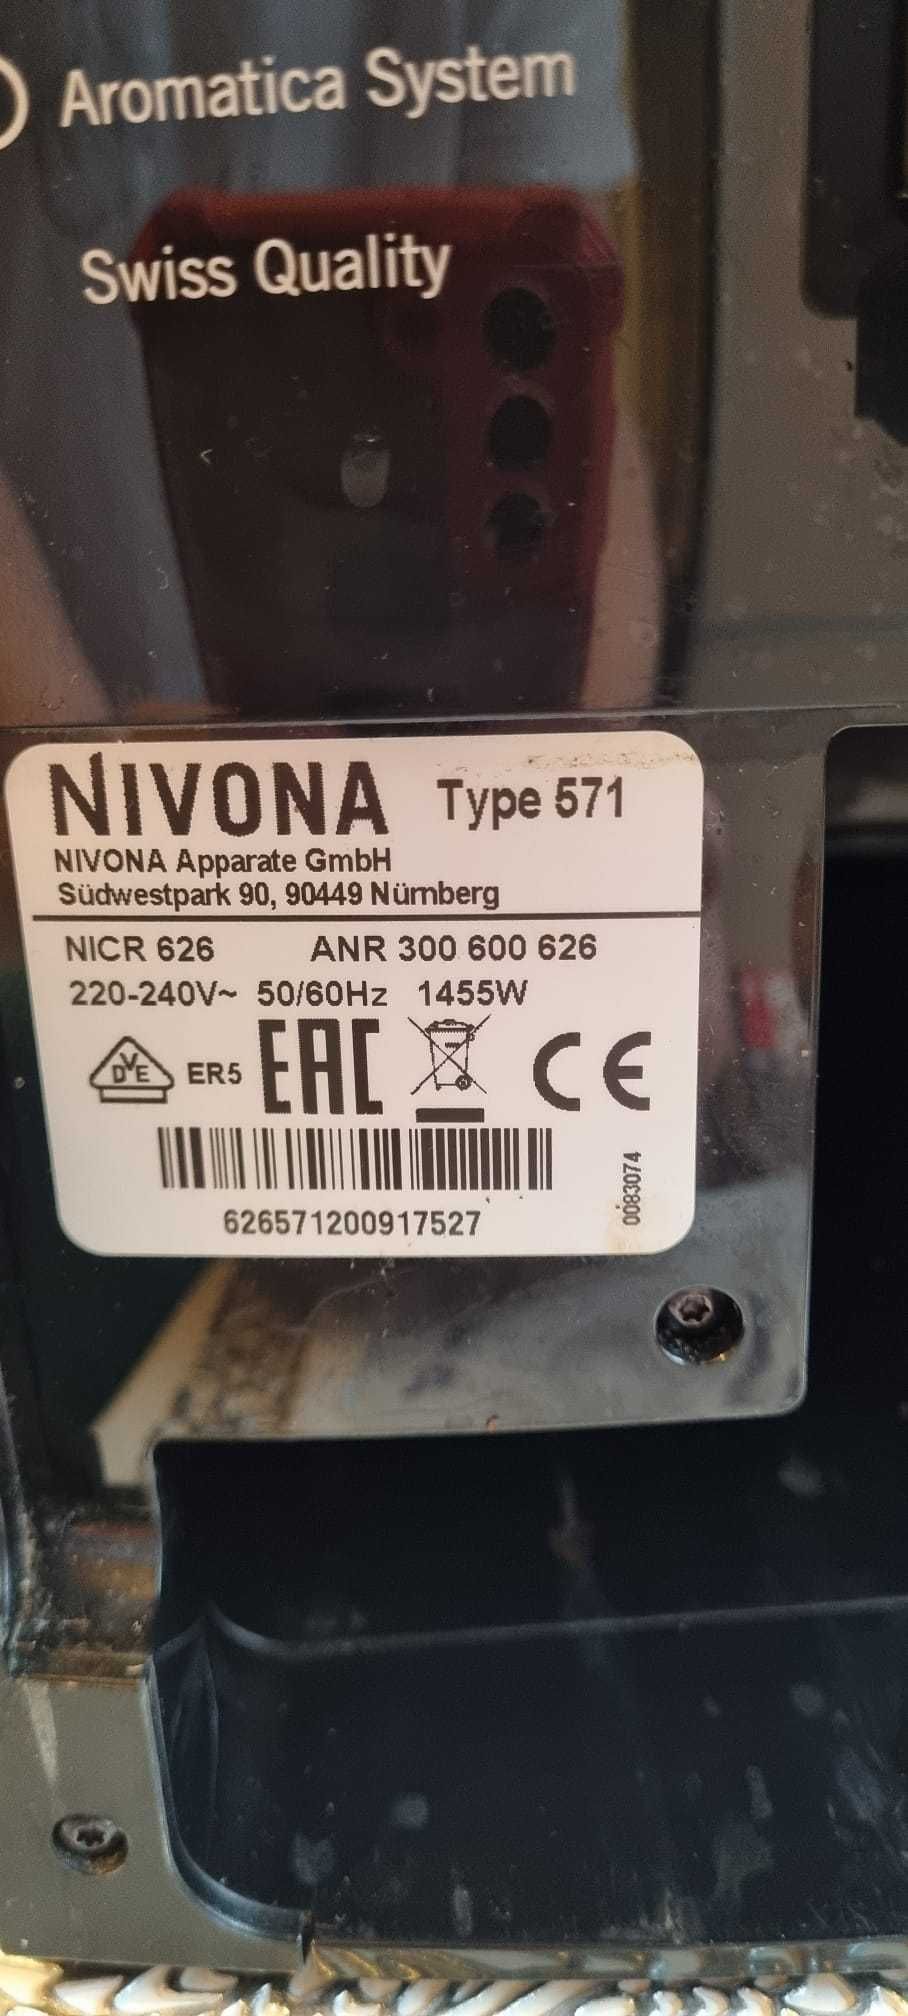 Aromatica System
Swiss Quality
NIVONA Type 571
NIVONA Apparate GmbH
Südwestpark 90, 90449 Nürnberg
NICR 626 ANR 300 600 626
220-240V~ 50/60Hz 1455W
DVE ER5 EAC CE
626571200917527
0083074